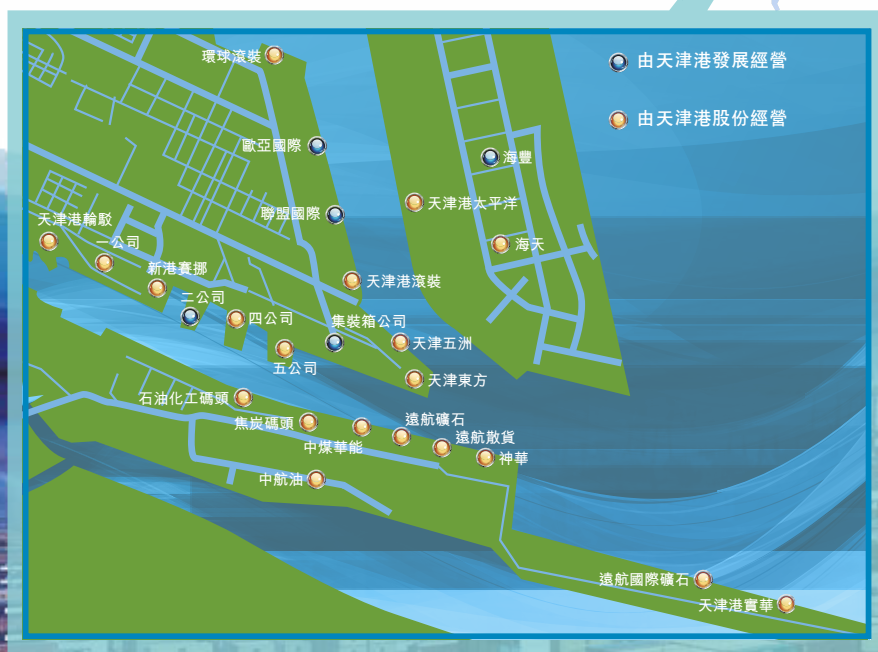 環球滾裝
由天津港發展經營
由天津港股份經營
歐亞國際
海豐
聯盟國際
天津港太平洋
天津港輪駁
一公司
海天
新港賽挪
天津港滾裝
二公司
四公司
集裝箱公司
天津五洲
五公司
天津東方
石油化工碼頭
焦炭碼頭
遠航礦石
中煤華能
遠航散貨
神華
中航油
遠航國際礦石
天津港實華